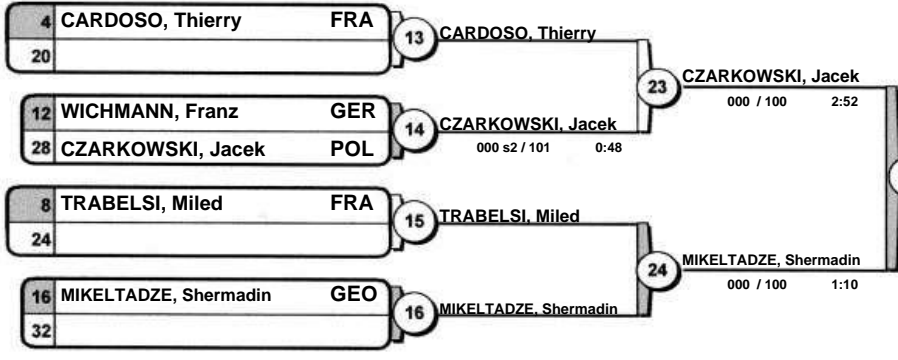 4 CARDOSO, Thierry FRA
20
13 CARDOSO, Thierry
12 WICHMANN, Franz GER
28 CZARKOWSKI, Jacek POL
14 CZARKOWSKI, Jacek
000 s2 / 101 0:48
23 CZARKOWSKI, Jacek
000 / 100 2:52
8 TRABELSI, Miled FRA
24
15 TRABELSI, Miled
16 MIKELTADZE, Shermadin GEO
32
16 MIKELTADZE, Shermadin
24 MIKELTADZE, Shermadin
000 / 100 1:10